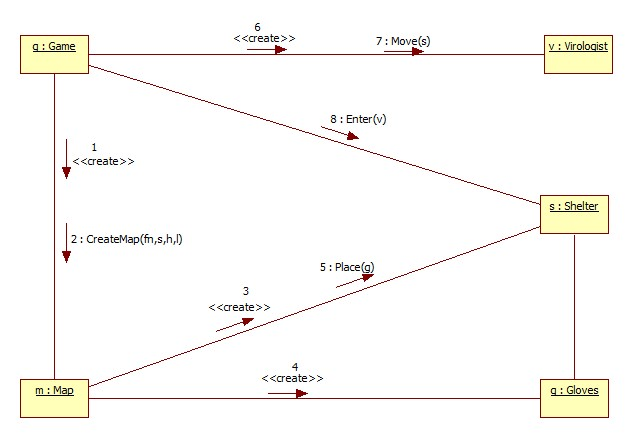 6
<<create>>
7 : Move(s)
g : Game
v : Virologist
8 : Enter(v)
1
<<create>>
s : Shelter
2 : CreateMap(fn,s,h,l)
5 : Place(g)
3
<<create>>
4
<<create>>
m : Map
g : Gloves